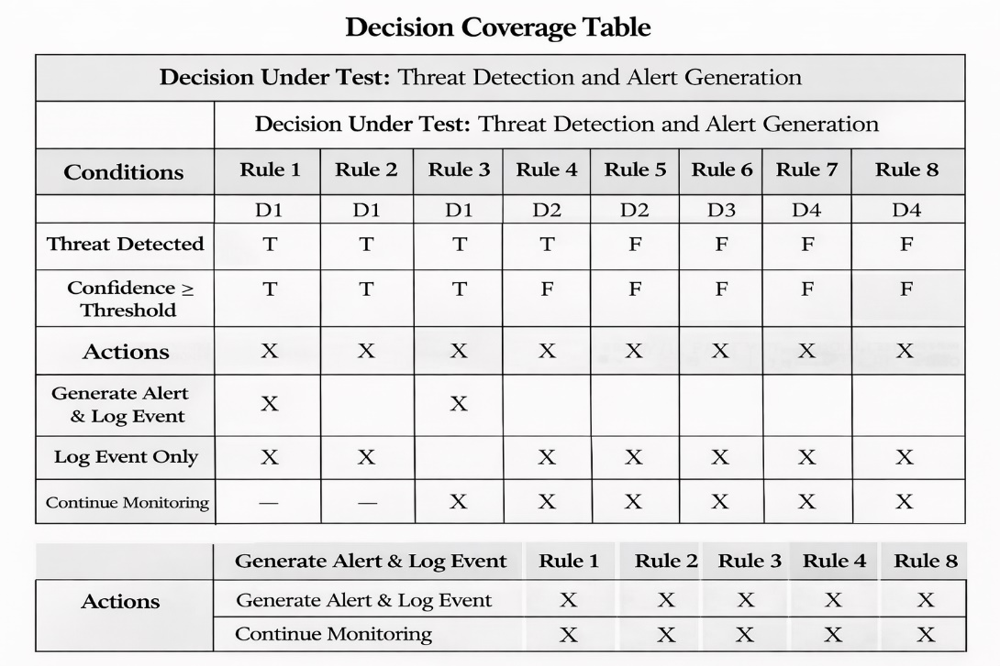 Decision Coverage Table
Decision Under Test: Threat Detection and Alert Generation
Decision Under Test: Threat Detection and Alert Generation
Conditions Rule 1 Rule 2 Rule 3 Rule 4 Rule 5 Rule 6 Rule 7 Rule 8
D1 D1 D1 D2 D2 D3 D4 D4
Threat Detected T T T T F F F F
Confidence ≥
Threshold T T T F F F F F
Actions X X X X X X X X
Generate Alert
& Log Event X X
Log Event Only X X X X X X X
Continue Monitoring — — X X X X X X
Generate Alert & Log Event Rule 1 Rule 2 Rule 3 Rule 4 Rule 8
Actions Generate Alert & Log Event X X X X X
Continue Monitoring X X X X X